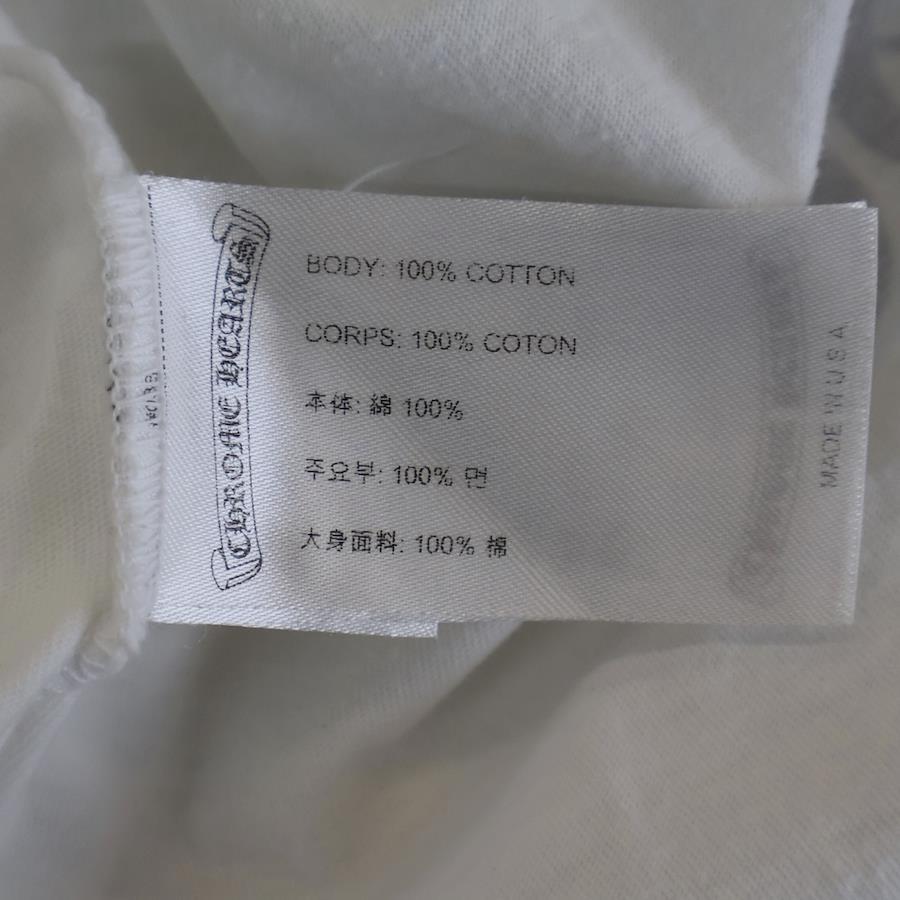 CHROME HEARTS
BODY: 100% COTTON
CORPS: 100% COTON
本体: 綿 100%
주요부: 100% 면
大身面料: 100% 棉
MADE IN USA